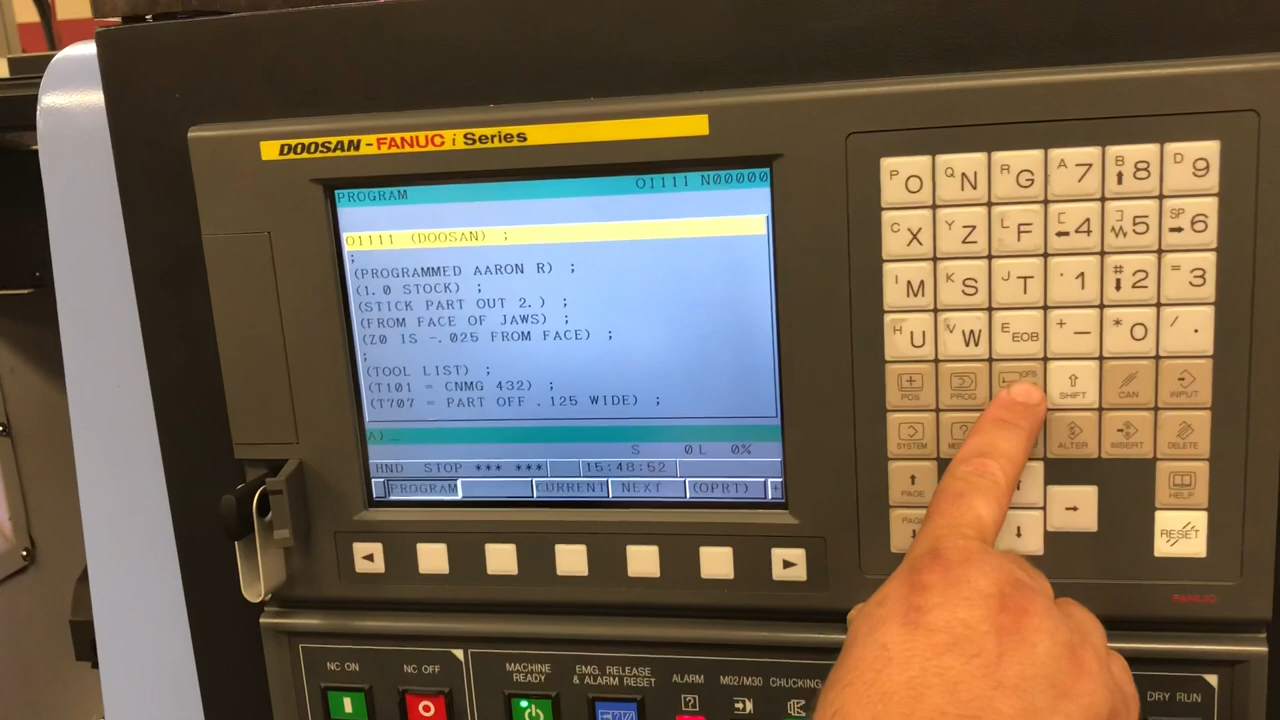 DOOSAN-FANUC i Series
PROGRAM O1111 N00000
O1111 (DOOSAN) ;
;
(PROGRAMMED AARON R) ;
(1.0 STOCK) ;
(STICK PART OUT 2.) ;
(FROM FACE OF JAWS) ;
(Z0 IS -.025 FROM FACE) ;
;
(TOOL LIST) ;
(T101 = CNMG 432) ;
(T707 = PART OFF .125 WIDE) ;
A)_
S 0 L 0%
HND STOP *** *** 15:48:52
PROGRAM CURRENT NEXT (OPRT) +
P O Q N R G A 7 B 8 D 9
C X Y Z L F [ 4 ] 5 SP 6
I M K S J T , 1 # 2 = 3
H U V W E EOB + - * 0 / .
POS PROG OFS SHIFT CAN INPUT
SYSTEM ALTER INSERT DELETE
PAGE HELP
PAGE RESET
FANUC
NC ON NC OFF MACHINE READY EMG. RELEASE & ALARM RESET ALARM M02/M30 CHUCKING DRY RUN